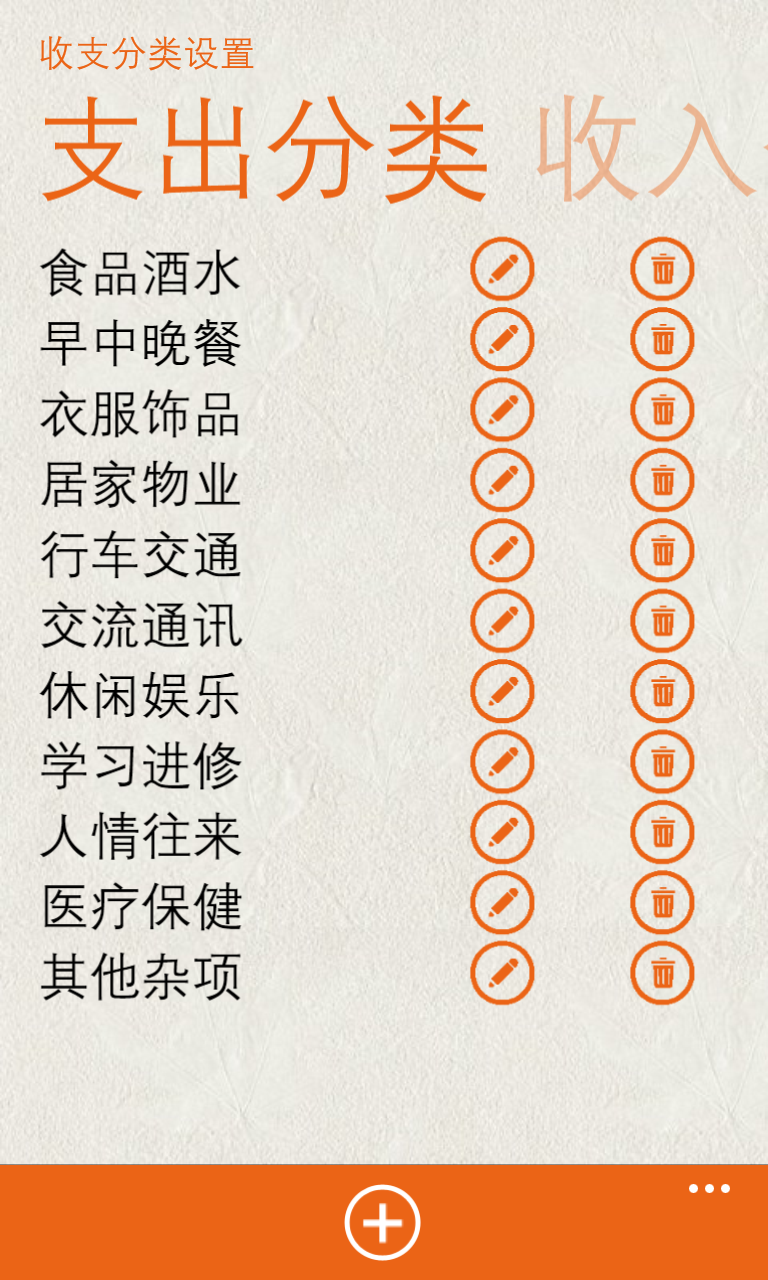 收支分类设置
支出分类 收入
食品酒水
早中晚餐
衣服饰品
居家物业
行车交通
交流通讯
休闲娱乐
学习进修
人情往来
医疗保健
其他杂项